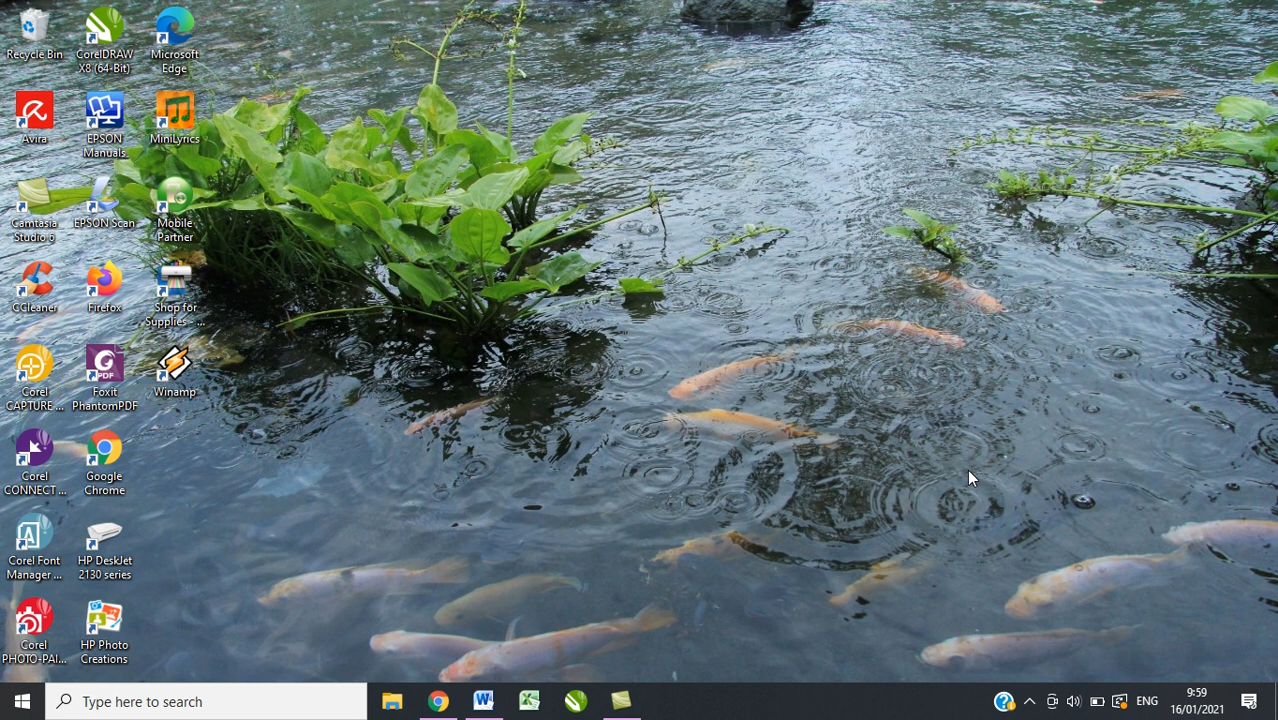 Recycle Bin
CorelDRAW
X8 (64-Bit)
Microsoft
Edge
Avira
EPSON
Manuals
MiniLyrics
Camtasia
Studio 6
EPSON Scan
Mobile
Partner
CCleaner
Firefox
Shop for
Supplies - ...
Corel
CAPTURE ...
Foxit
PhantomPDF
Winamp
Corel
CONNECT ...
Google
Chrome
Corel Font
Manager ...
HP DeskJet
2130 series
Corel
PHOTO-PAI...
HP Photo
Creations
Type here to search
ENG
9:59
16/01/2021